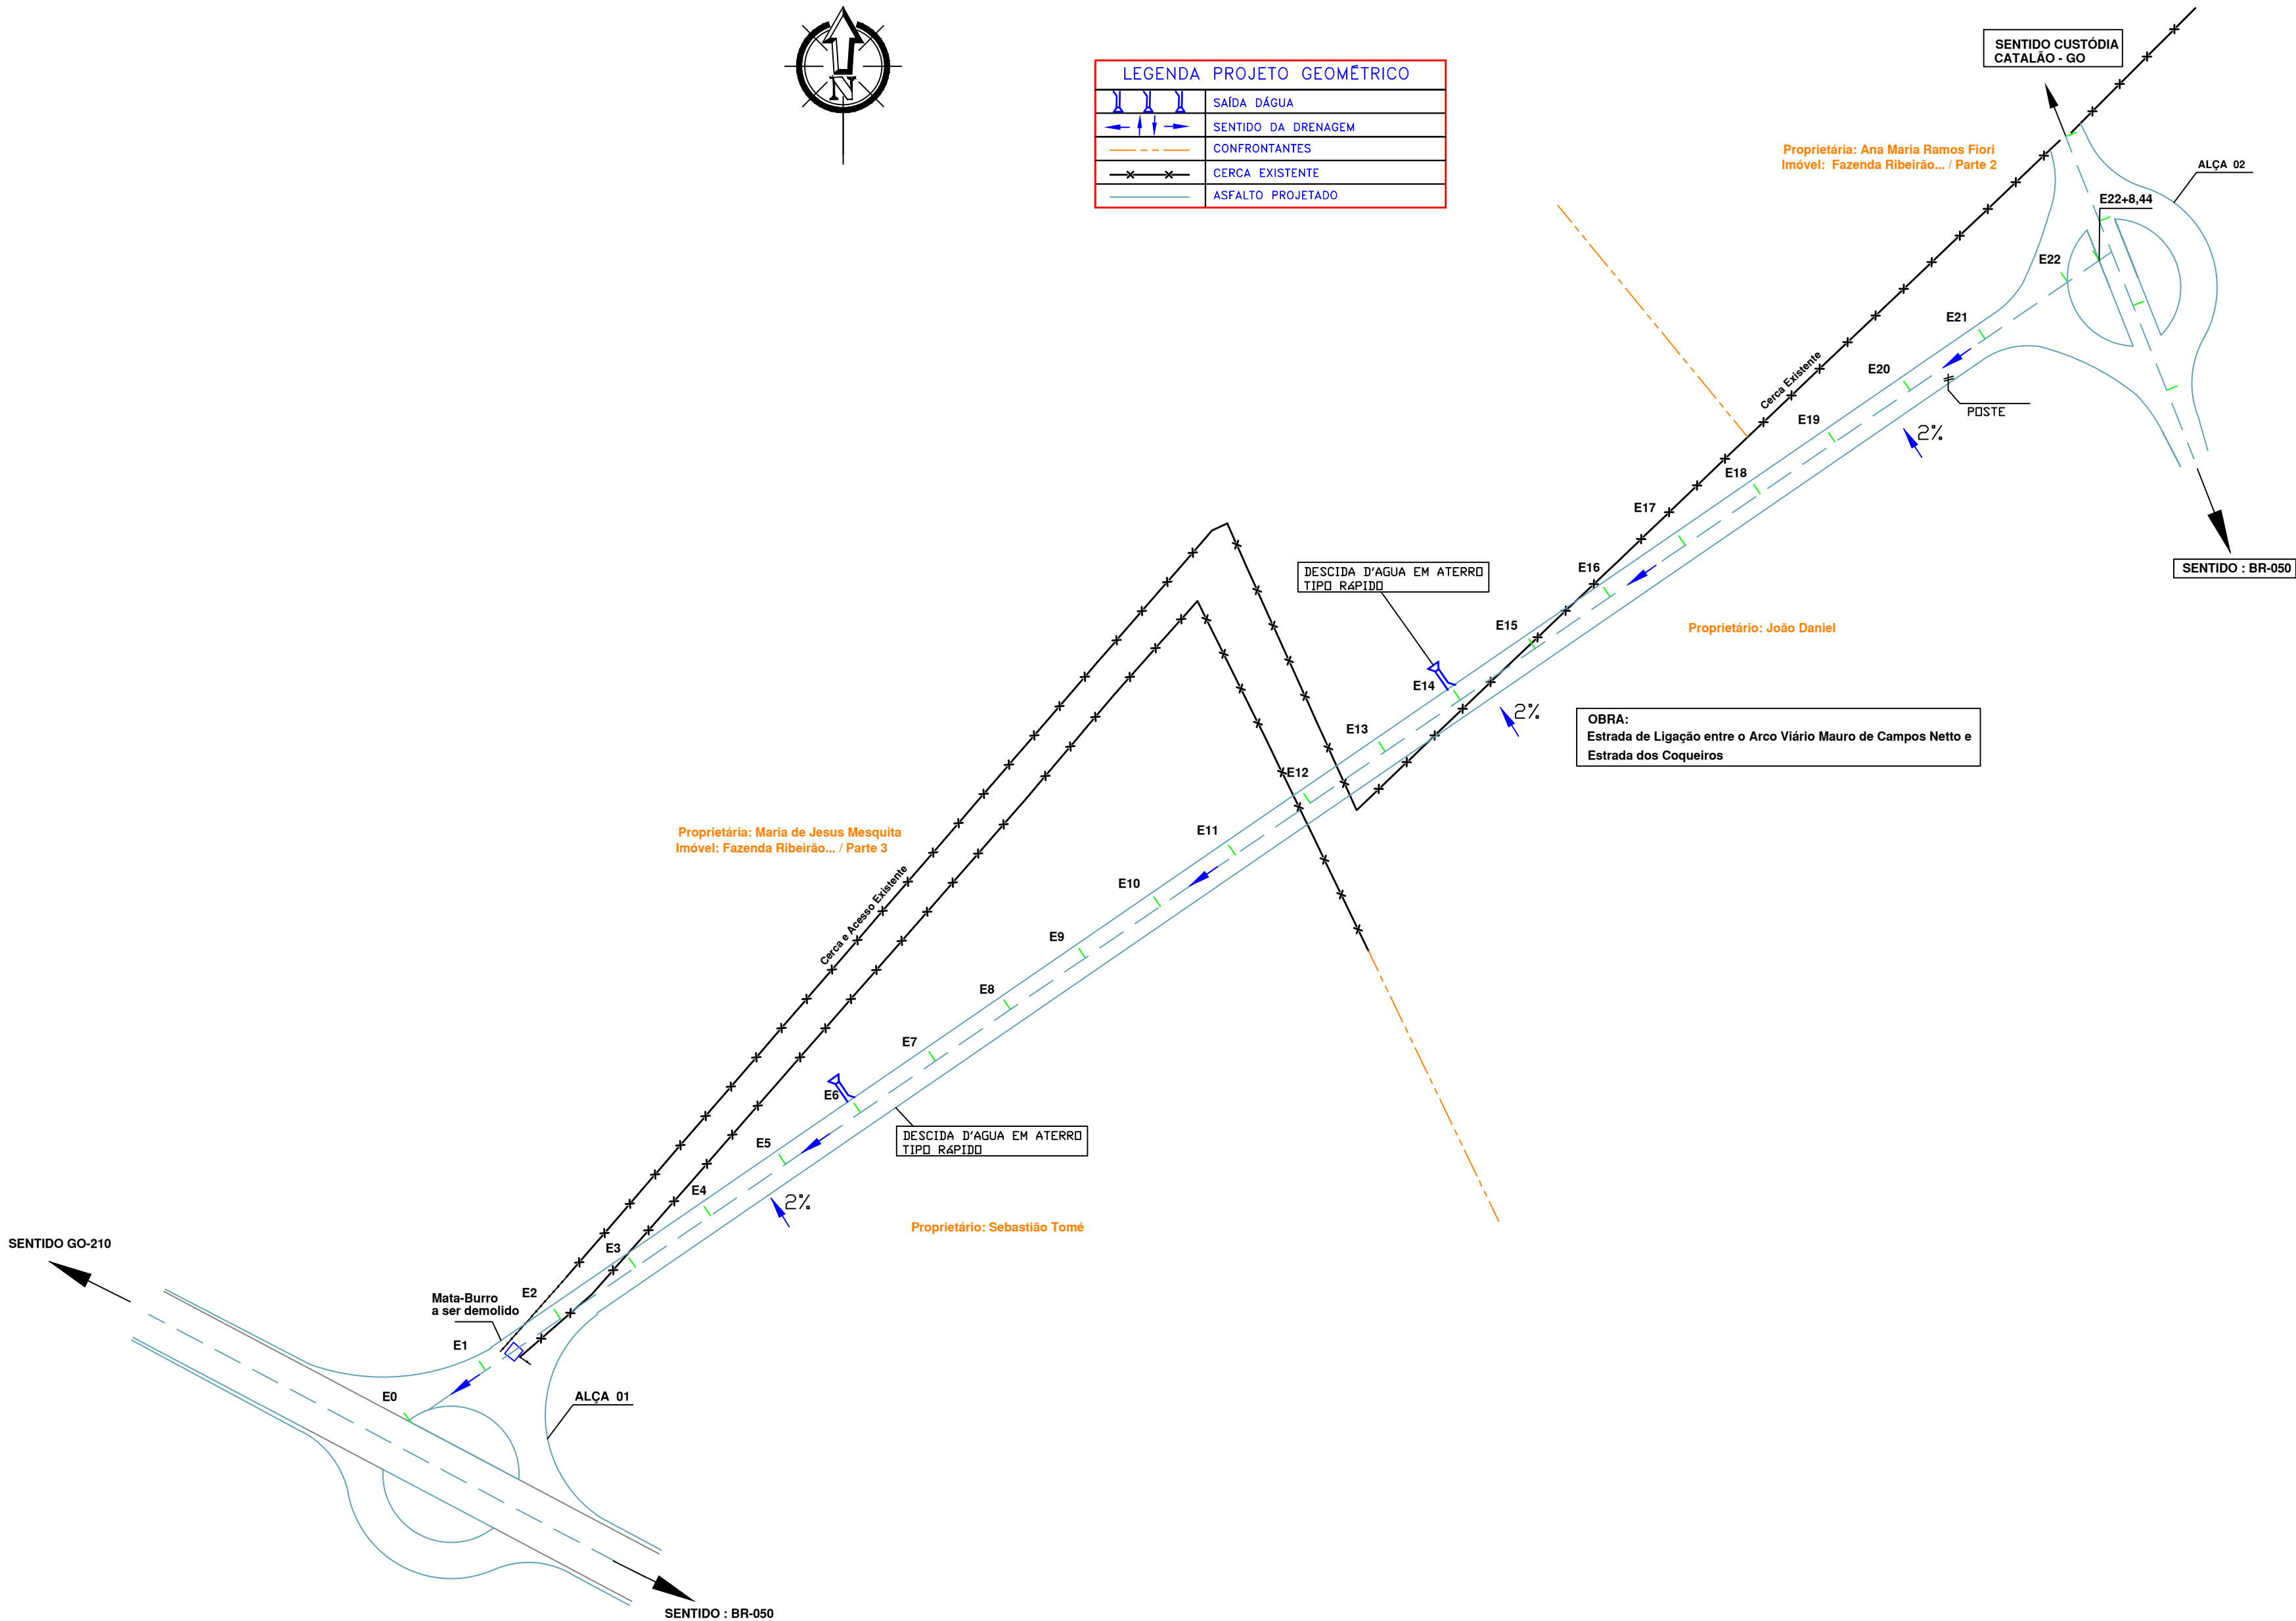 N
LEGENDA PROJETO GEOMÉTRICO
SAÍDA DÁGUA
SENTIDO DA DRENAGEM
CONFRONTANTES
CERCA EXISTENTE
ASFALTO PROJETADO
SENTIDO CUSTÓDIA
CATALÃO - GO
Proprietária: Ana Maria Ramos Fiori
Imóvel: Fazenda Ribeirão... / Parte 2
ALÇA 02
E22+8,44
E22
E21
E20
Cerca Existente
POSTE
E19
2%
E18
E17
SENTIDO : BR-050
E16
DESCIDA D'AGUA EM ATERRO
TIPO RÁPIDO
E15
Proprietário: João Daniel
E14
2%
OBRA:
Estrada de Ligação entre o Arco Viário Mauro de Campos Netto e
Estrada dos Coqueiros
E13
E12
E11
Proprietária: Maria de Jesus Mesquita
Imóvel: Fazenda Ribeirão... / Parte 3
Cerca e Acesso Existente
E10
E9
E8
E7
E6
DESCIDA D'AGUA EM ATERRO
TIPO RÁPIDO
E5
E4
2%
Proprietário: Sebastião Tomé
SENTIDO GO-210
E3
E2
Mata-Burro
a ser demolido
E1
E0
ALÇA 01
SENTIDO : BR-050